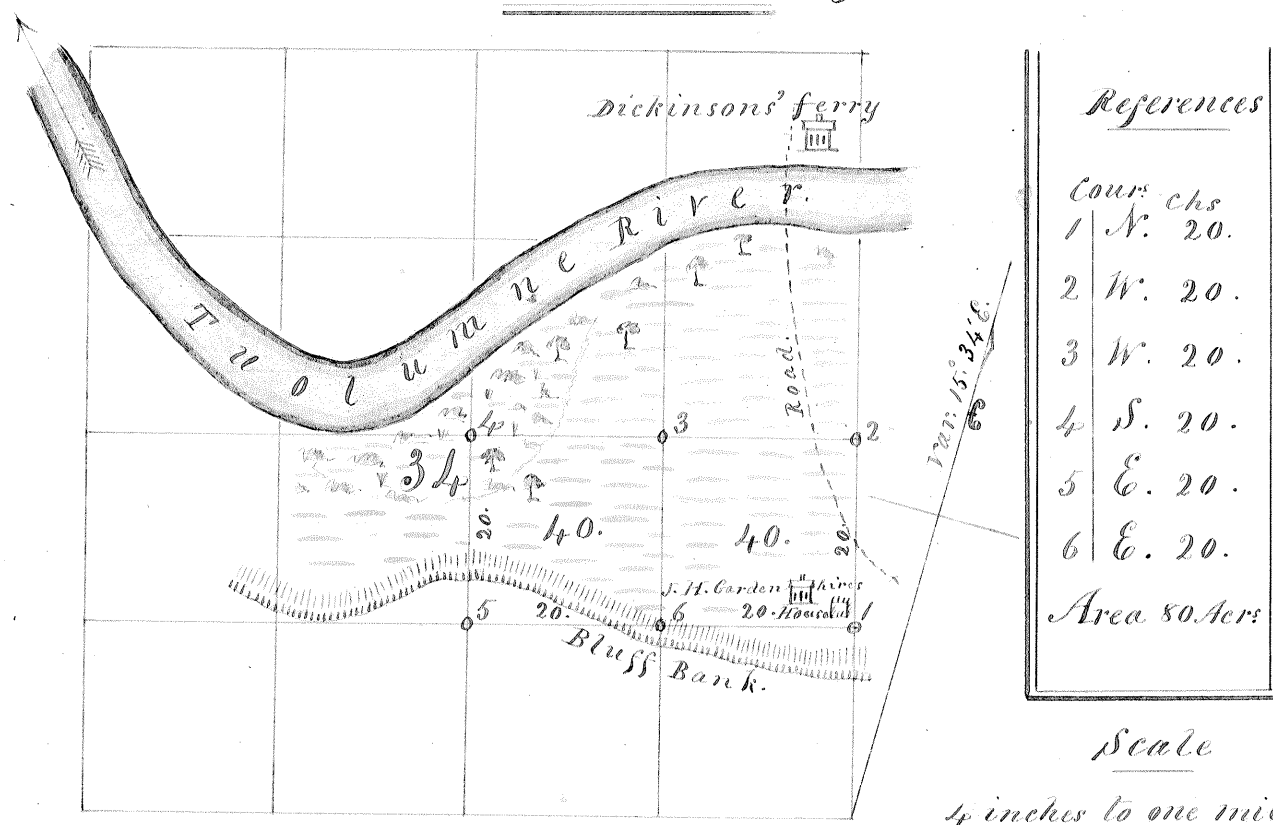 Dickinsons' ferry
Tuolumne River.
Road.
Var: 15.° 34' E.
4
3
2
34
20.
40.
40.
20.
J. H. Gardenhires
House
5
20.
6
20.
1
Bluff Bank.
References
Cours chs
1 N. 20.
2 W. 20.
3 W. 20.
4 S. 20.
5 E. 20.
6 E. 20.
Area 80 Acrs
Scale
4 inches to one